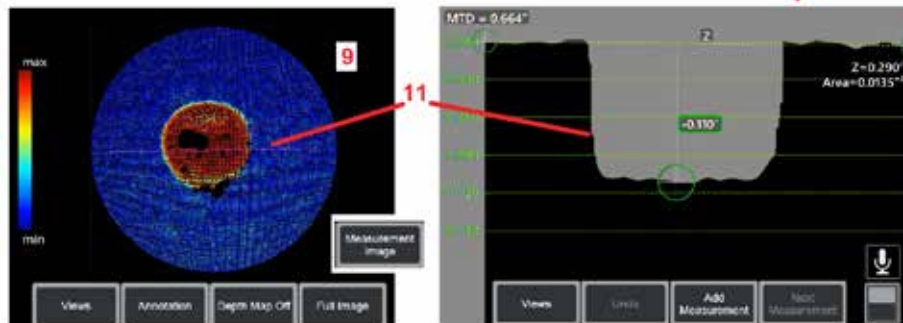 max
min
9
11
Measurement
Image
Views
Annotation
Depth Map Off
Full Image
MTD = 0.664"
Z
Z=0.290"
Area=0.0135"
-0.110"
Views
Undo
Add
Measurement
Next
Measurement